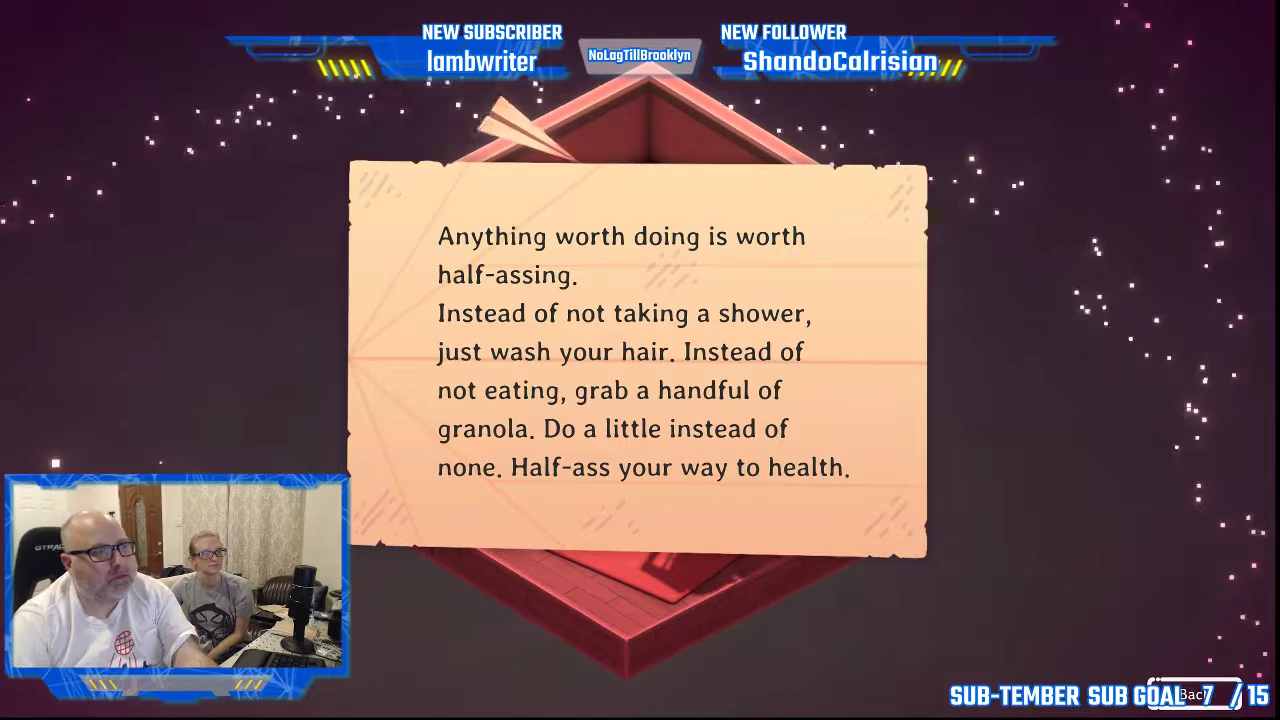 NEW SUBSCRIBER
lambwriter
NoLagTillBrooklyn
NEW FOLLOWER
ShandoCalrisian
Anything worth doing is worth
half-assing.
Instead of not taking a shower,
just wash your hair. Instead of
not eating, grab a handful of
granola. Do a little instead of
none. Half-ass your way to health.
SUB-TEMBER SUB GOAL 7 / 15